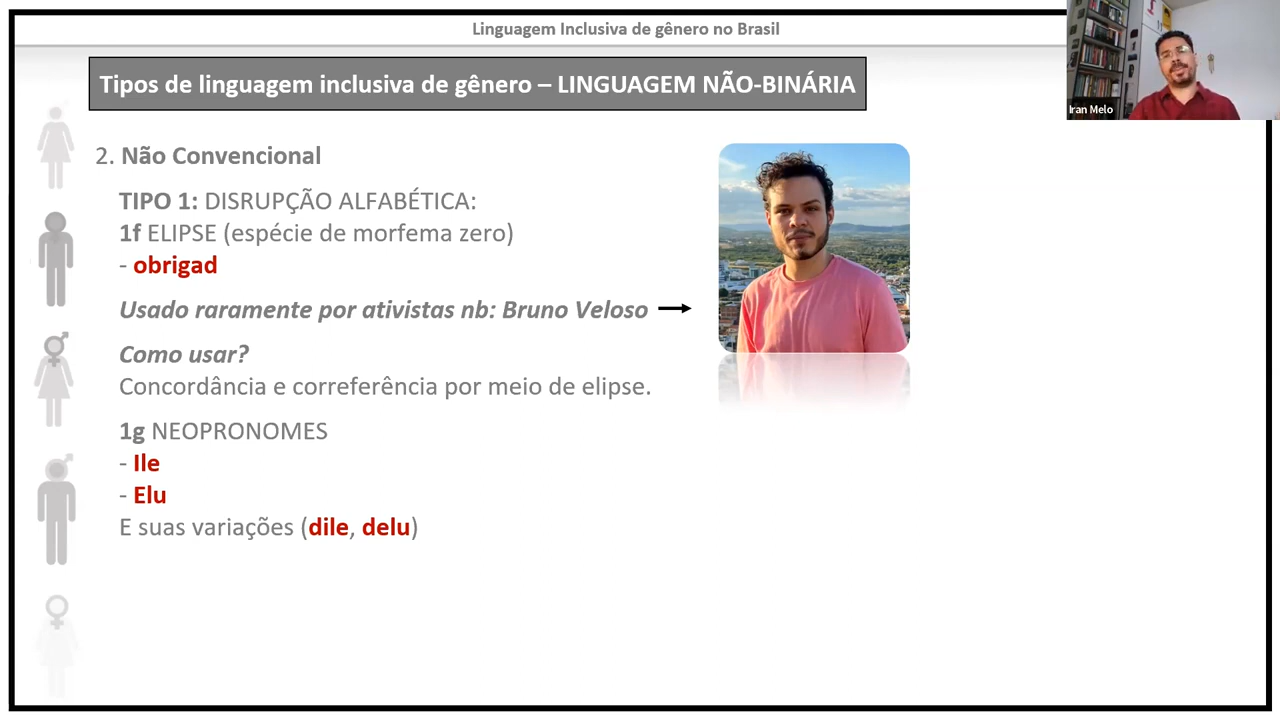 Linguagem Inclusiva de gênero no Brasil
Tipos de linguagem inclusiva de gênero – LINGUAGEM NÃO-BINÁRIA
Iran Melo
2. Não Convencional
TIPO 1: DISRUPÇÃO ALFABÉTICA:
1f ELIPSE (espécie de morfema zero)
- obrigad
Usado raramente por ativistas nb: Bruno Veloso
Como usar?
Concordância e correferência por meio de elipse.
1g NEOPRONOMES
- Ile
- Elu
E suas variações (dile, delu)